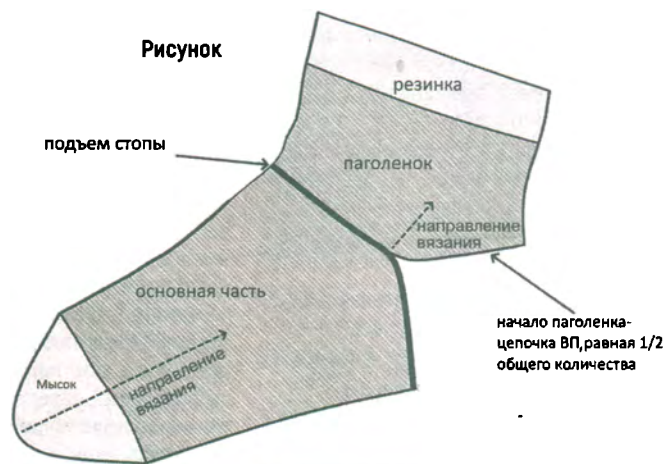 Рисунок
резинка
подъем стопы
паголенок
направление
вязания
основная часть
начало паголенка-
цепочка ВП,равная 1/2
общего количества
Мысок
направление
вязания